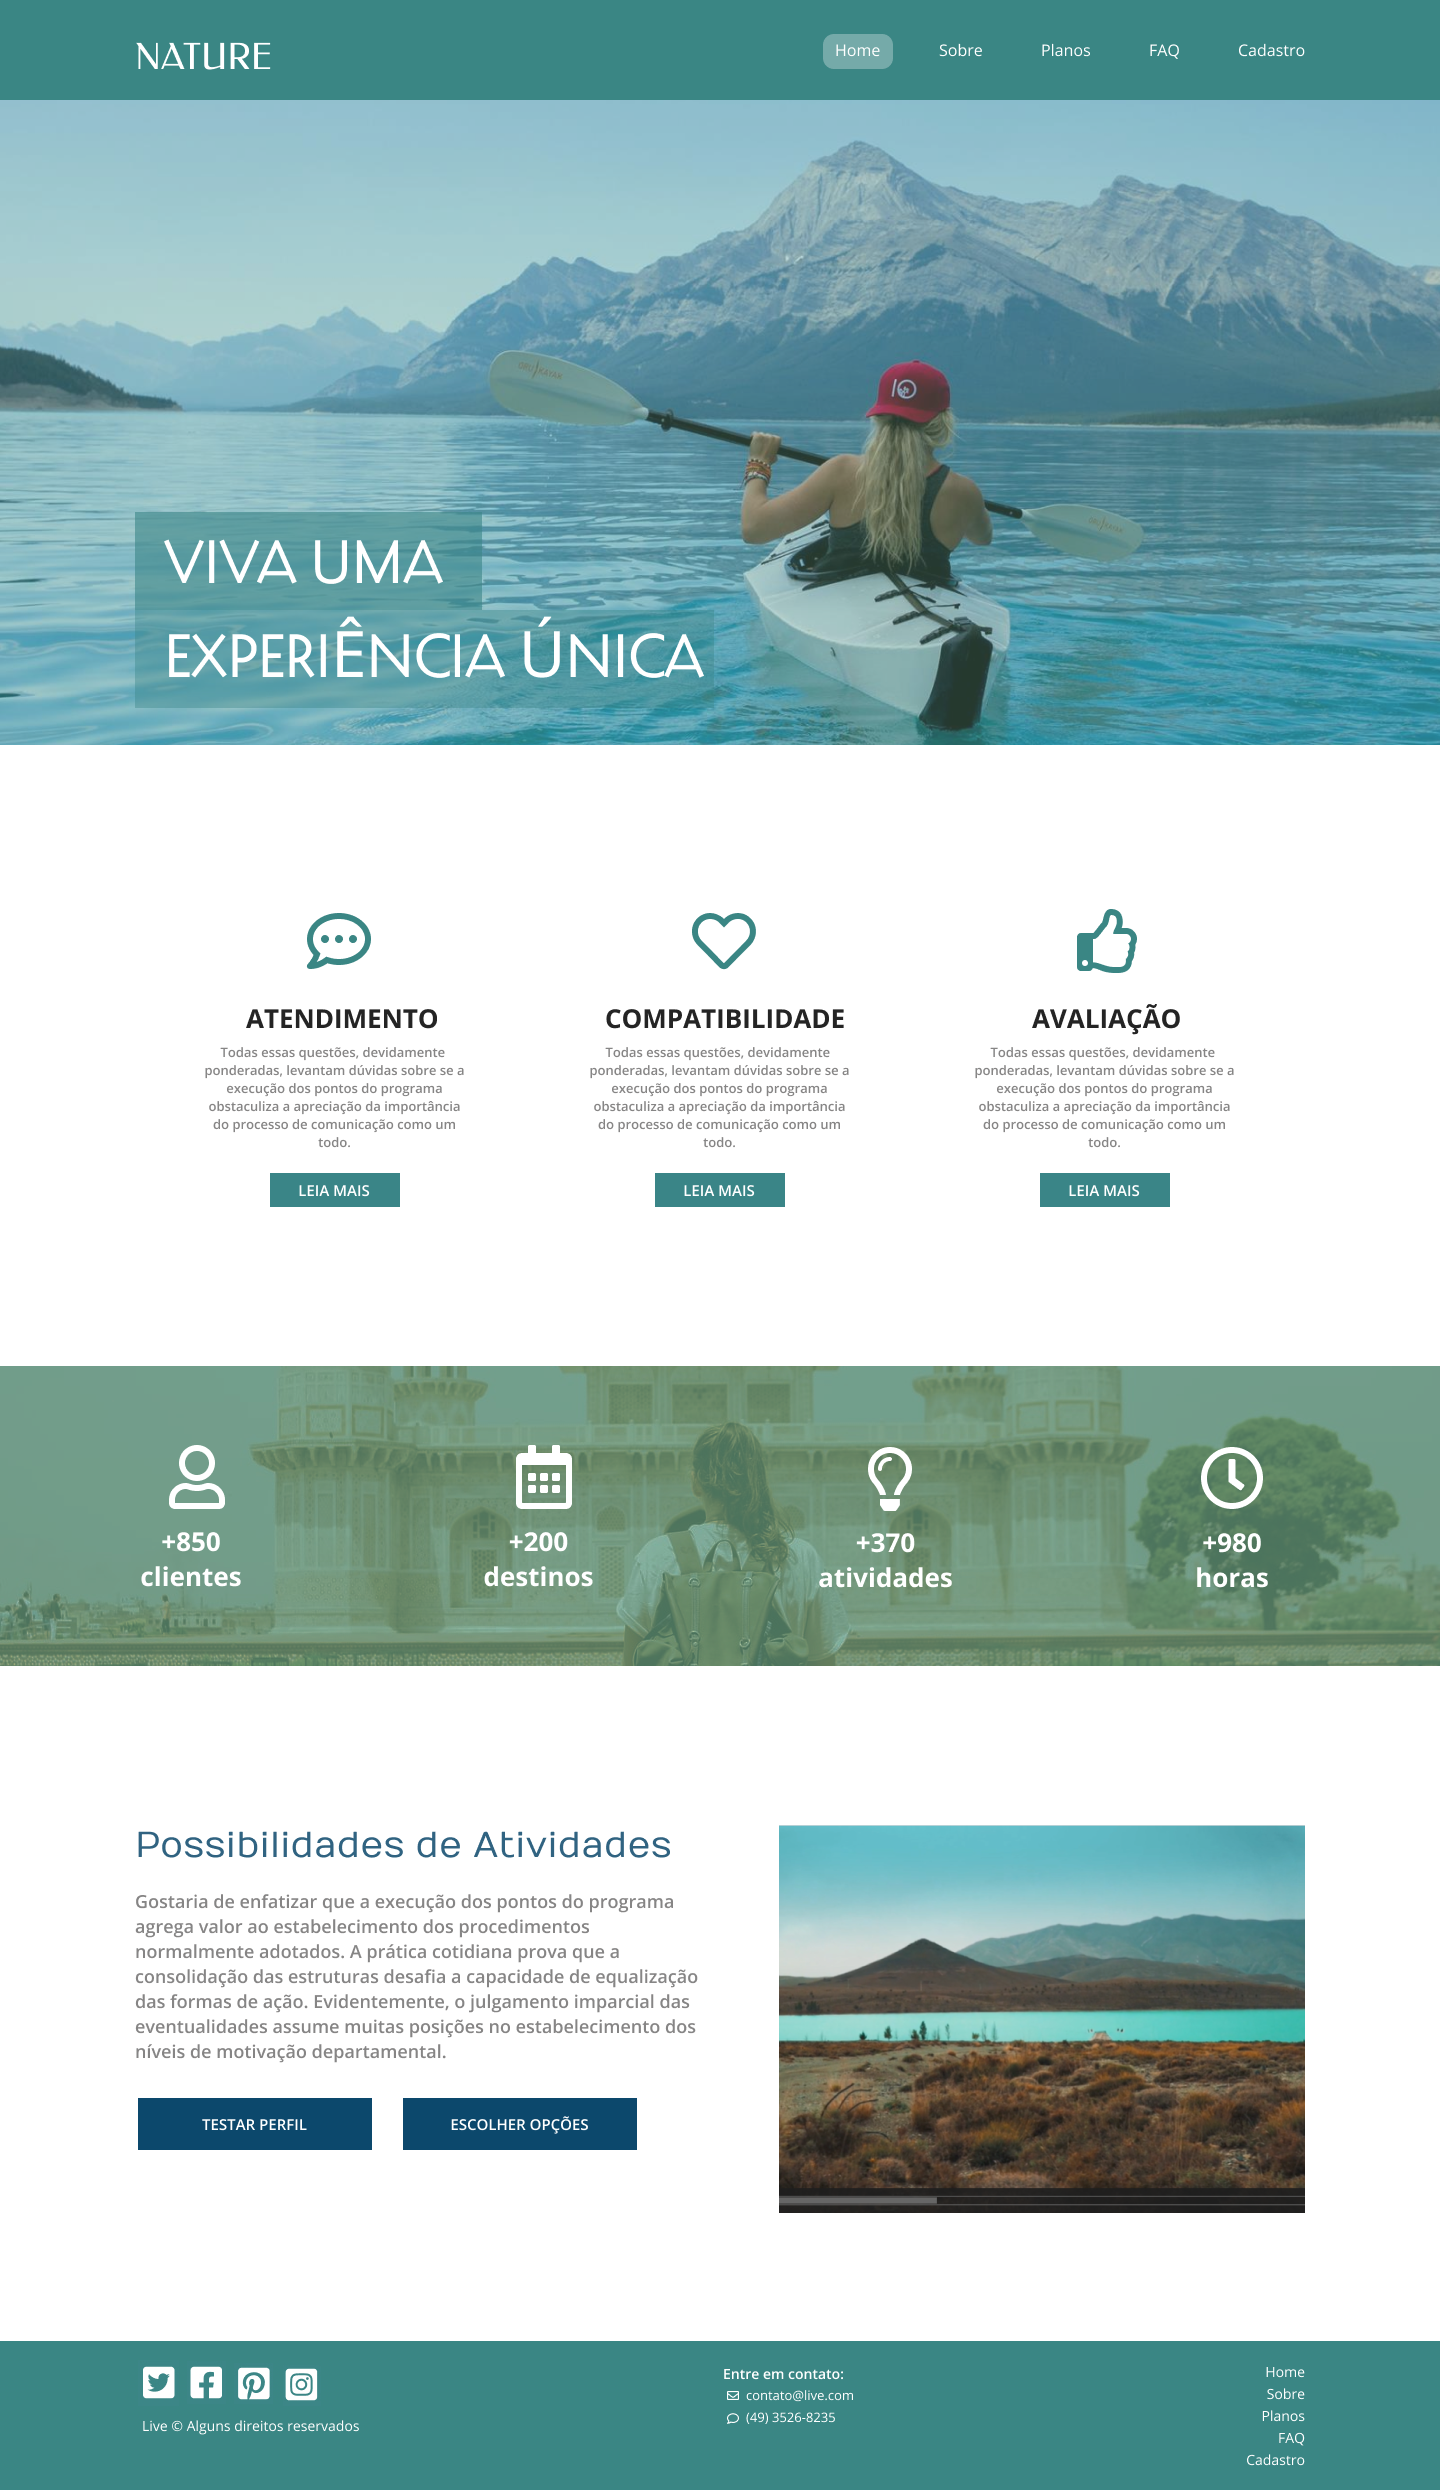 NATURE
Home Sobre Planos FAQ Cadastro
VIVA UMA
EXPERIÊNCIA ÚNICA
ATENDIMENTO
Todas essas questões, devidamente
ponderadas, levantam dúvidas sobre se a
execução dos pontos do programa
obstaculiza a apreciação da importância
do processo de comunicação como um
todo.
LEIA MAIS
COMPATIBILIDADE
Todas essas questões, devidamente
ponderadas, levantam dúvidas sobre se a
execução dos pontos do programa
obstaculiza a apreciação da importância
do processo de comunicação como um
todo.
LEIA MAIS
AVALIAÇÃO
Todas essas questões, devidamente
ponderadas, levantam dúvidas sobre se a
execução dos pontos do programa
obstaculiza a apreciação da importância
do processo de comunicação como um
todo.
LEIA MAIS
+850
clientes
+200
destinos
+370
atividades
+980
horas
Possibilidades de Atividades
Gostaria de enfatizar que a execução dos pontos do programa
agrega valor ao estabelecimento dos procedimentos
normalmente adotados. A prática cotidiana prova que a
consolidação das estruturas desafia a capacidade de equalização
das formas de ação. Evidentemente, o julgamento imparcial das
eventualidades assume muitas posições no estabelecimento dos
níveis de motivação departamental.
TESTAR PERFIL
ESCOLHER OPÇÕES
Live © Alguns direitos reservados
Entre em contato:
contato@live.com
(49) 3526-8235
Home
Sobre
Planos
FAQ
Cadastro